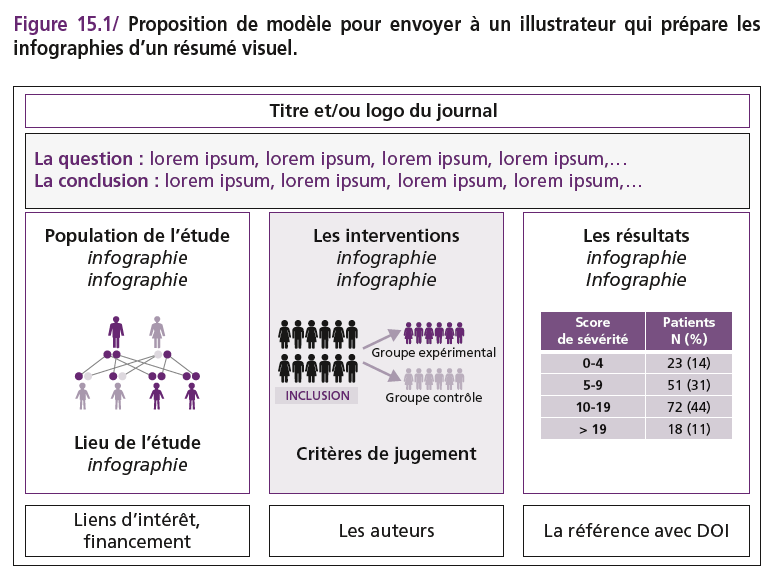 Figure 15.1/ Proposition de modèle pour envoyer à un illustrateur qui prépare les
infographies d’un résumé visuel.
Titre et/ou logo du journal
La question : lorem ipsum, lorem ipsum, lorem ipsum, lorem ipsum,…
La conclusion : lorem ipsum, lorem ipsum, lorem ipsum, lorem ipsum,…
Population de l’étude
infographie
infographie
Lieu de l’étude
infographie
Les interventions
infographie
infographie
Groupe expérimental
INCLUSION
Groupe contrôle
Critères de jugement
Les résultats
infographie
Infographie
Score de sévérité | Patients N (%)
0-4 23 (14)
5-9 51 (31)
10-19 72 (44)
> 19 18 (11)
Liens d’intérêt,
financement
Les auteurs
La référence avec DOI